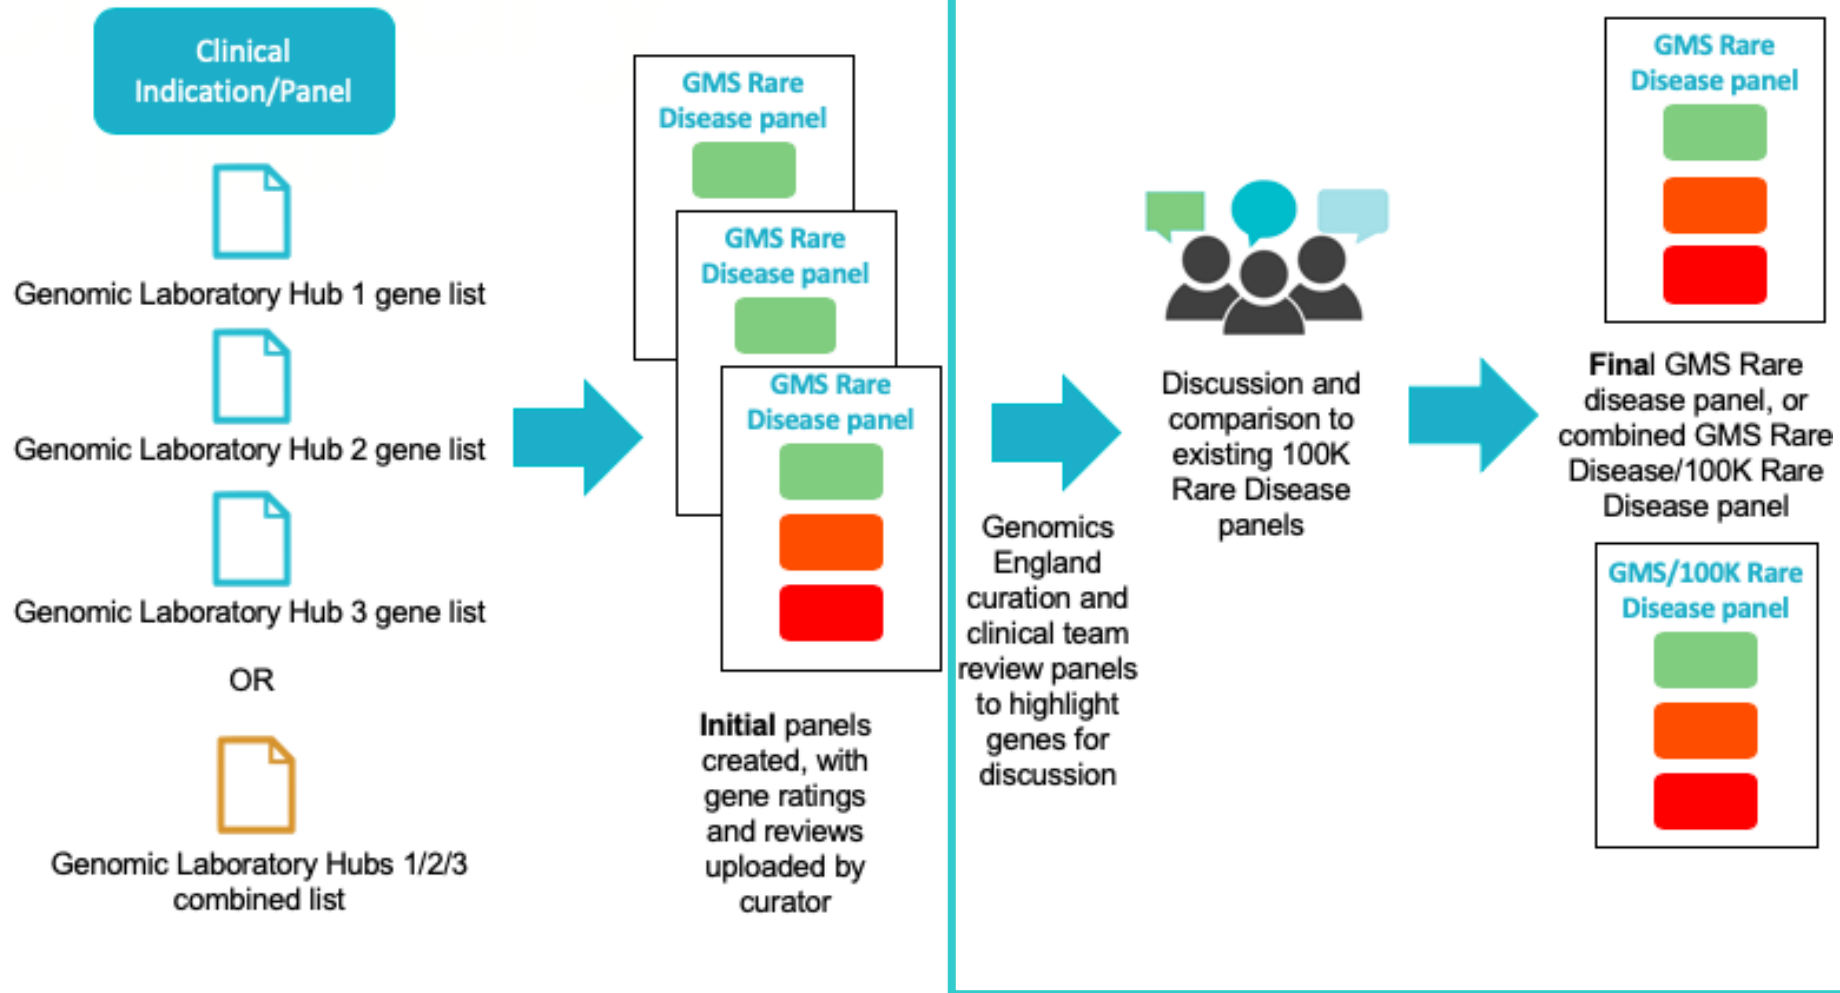 Clinical
Indication/Panel
Genomic Laboratory Hub 1 gene list
Genomic Laboratory Hub 2 gene list
Genomic Laboratory Hub 3 gene list
OR
Genomic Laboratory Hubs 1/2/3
combined list
GMS Rare
Disease panel
GMS Rare
Disease panel
GMS Rare
Disease panel
Initial panels
created, with
gene ratings
and reviews
uploaded by
curator
Genomics
England
curation and
clinical team
review panels
to highlight
genes for
discussion
Discussion and
comparison to
existing 100K
Rare Disease
panels
GMS Rare
Disease panel
Final GMS Rare
disease panel, or
combined GMS Rare
Disease/100K Rare
Disease panel
GMS/100K Rare
Disease panel